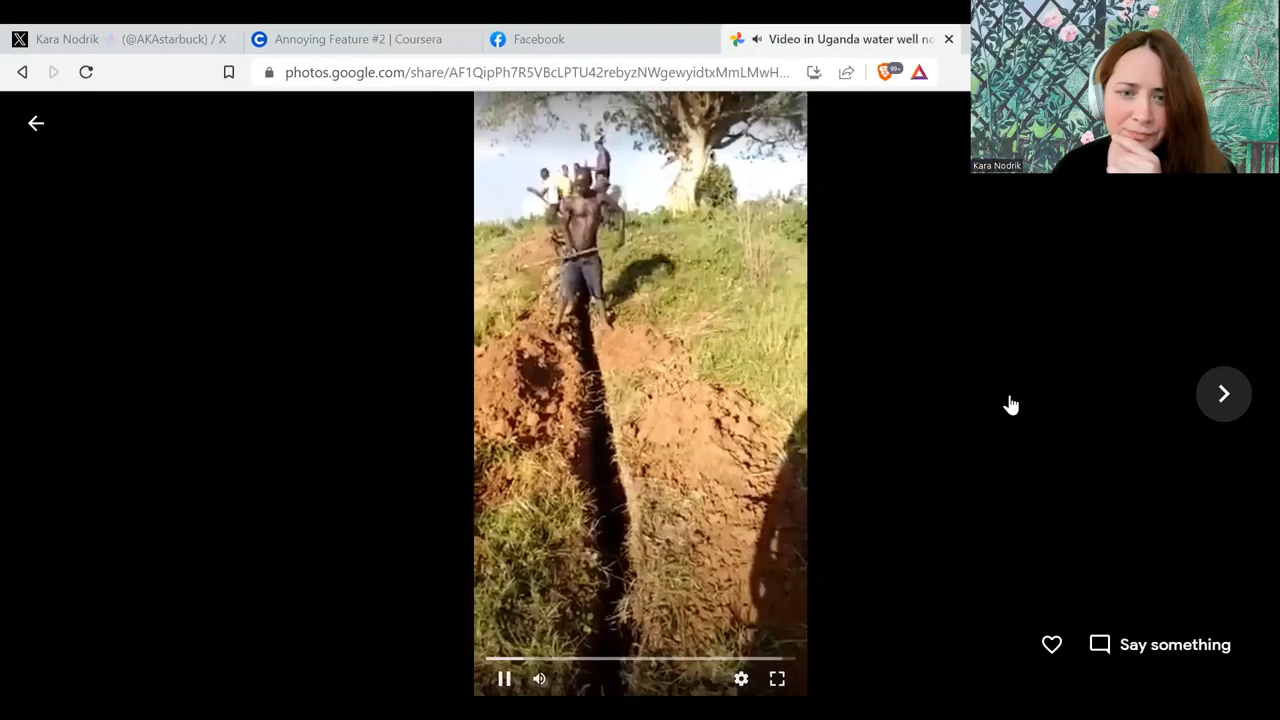 Kara Nodrik (@AKAstarbuck) / X
Annoying Feature #2 | Coursera
Facebook
Video in Uganda water well no
photos.google.com/share/AF1QipPh7R5VBcLPTU42rebyzNWgewyidtxMmLMwH...
99+
Kara Nodrik
Say something